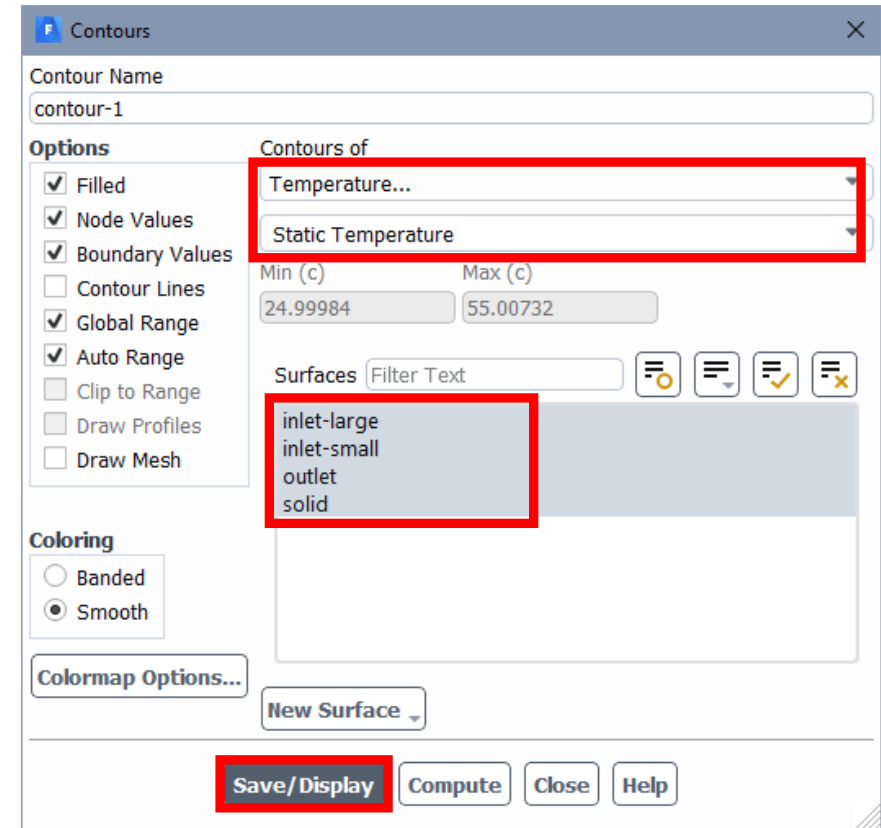 F Contours
Contour Name
contour-1
Options
Filled
Node Values
Boundary Values
Contour Lines
Global Range
Auto Range
Clip to Range
Draw Profiles
Draw Mesh
Coloring
Banded
Smooth
Colormap Options...
Contours of
Temperature...
Static Temperature
Min (c) Max (c)
24.99984 55.00732
Surfaces Filter Text
inlet-large
inlet-small
outlet
solid
New Surface
Save/Display Compute Close Help